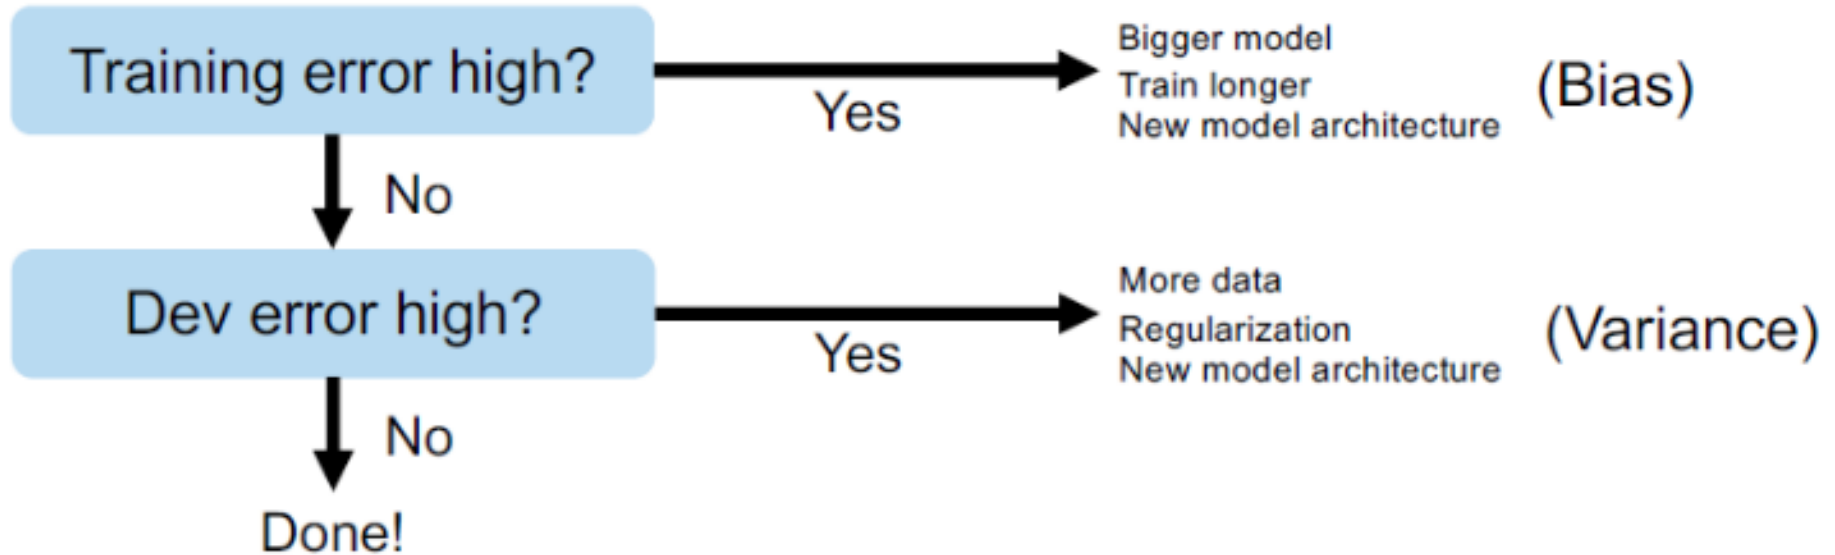 Training error high?
Yes
Bigger model
Train longer
New model architecture
(Bias)
No
Dev error high?
Yes
More data
Regularization
New model architecture
(Variance)
No
Done!